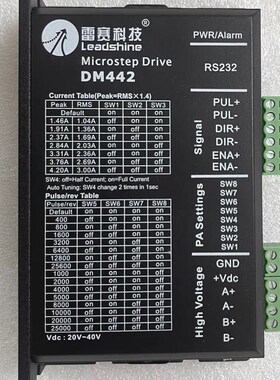 雷赛科技
Leadshine
Microstep Drive
DM442
Current Table(Peak=RMS×1.4)
Peak RMS SW1 SW2 SW3
Default on on on
1.46A 1.04A off on on
1.91A 1.36A on off on
2.37A 1.69A off off on
2.84A 2.03A on on off
3.31A 2.36A off on off
3.76A 2.69A on off off
4.20A 3.00A off off off
SW4: off=Half Current; on=Full Current
Auto Tuning: SW4 change 2 times in 1sec
Pulse/rev Table
Pulse/rev SW5 SW6 SW7 SW8
Default on on on on
400 off on on on
800 on off on on
1600 off off on on
3200 on on off on
6400 off on off on
12800 on off off on
25600 off off off on
1000 on on on off
2000 off on on off
4000 on off on off
5000 off off on off
8000 on on off off
10000 off on off off
20000 on off off off
25000 off off off off
Vdc : 20V~40V
PWR/Alarm
RS232
Signal
PUL+
PUL-
DIR+
DIR-
ENA+
ENA-
PA Settings
SW8
SW7
SW6
SW5
SW4
SW3
SW2
SW1
High Voltage
GND
+Vdc
A+
A-
B+
B-